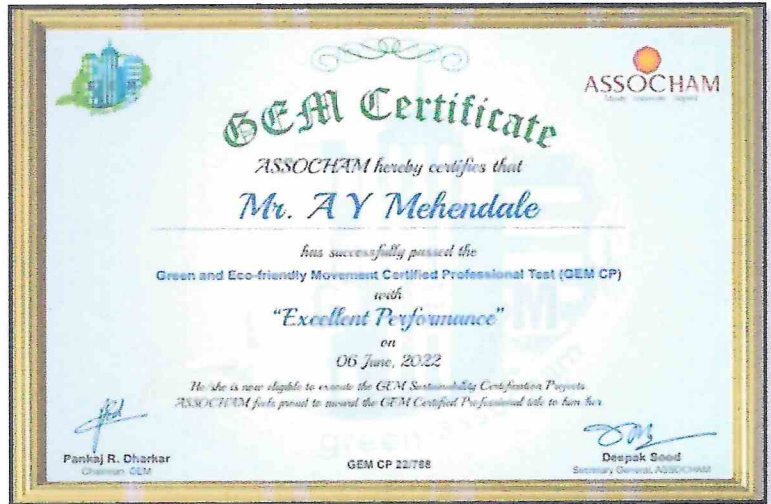 ASSOCHAM
GEM Certificate
ASSOCHAM hereby certifies that
Mr. A Y Mehendale
has successfully passed the
Green and Eco-friendly Movement Certified Professional Test (GEM CP)
with
"Excellent Performance"
on
06 June, 2022
He/she is now eligible to execute the GEM Sustainability Certification Projects
ASSOCHAM feels proud to award the GEM Certified Professional title to him/her
Pankaj R. Dharkar
Chairman, GEM
GEM CP 22/788
Deepak Sood
Secretary General, ASSOCHAM